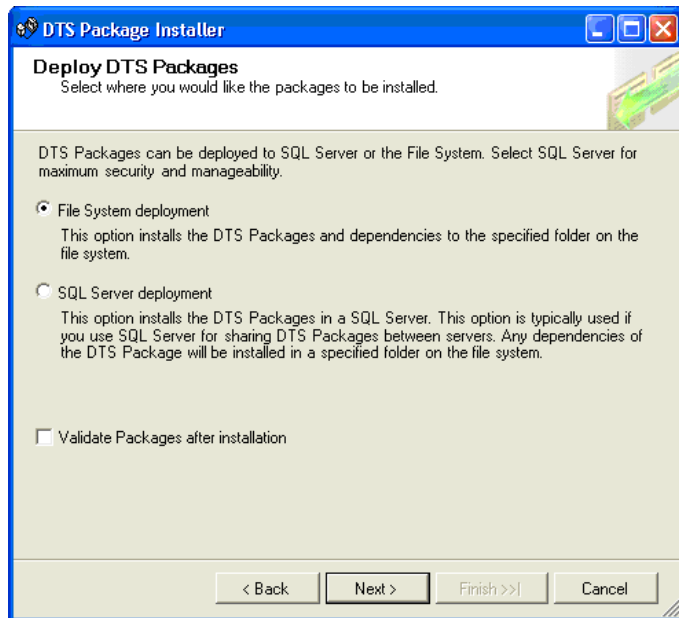 DTS Package Installer
Deploy DTS Packages
Select where you would like the packages to be installed.
DTS Packages can be deployed to SQL Server or the File System. Select SQL Server for
maximum security and manageability.
File System deployment
This option installs the DTS Packages and dependencies to the specified folder on the
file system.
SQL Server deployment
This option installs the DTS Packages in a SQL Server. This option is typically used if
you use SQL Server for sharing DTS Packages between servers. Any dependencies of
the DTS Package will be installed in a specified folder on the file system.
Validate Packages after installation
< Back Next > Finish >>| Cancel